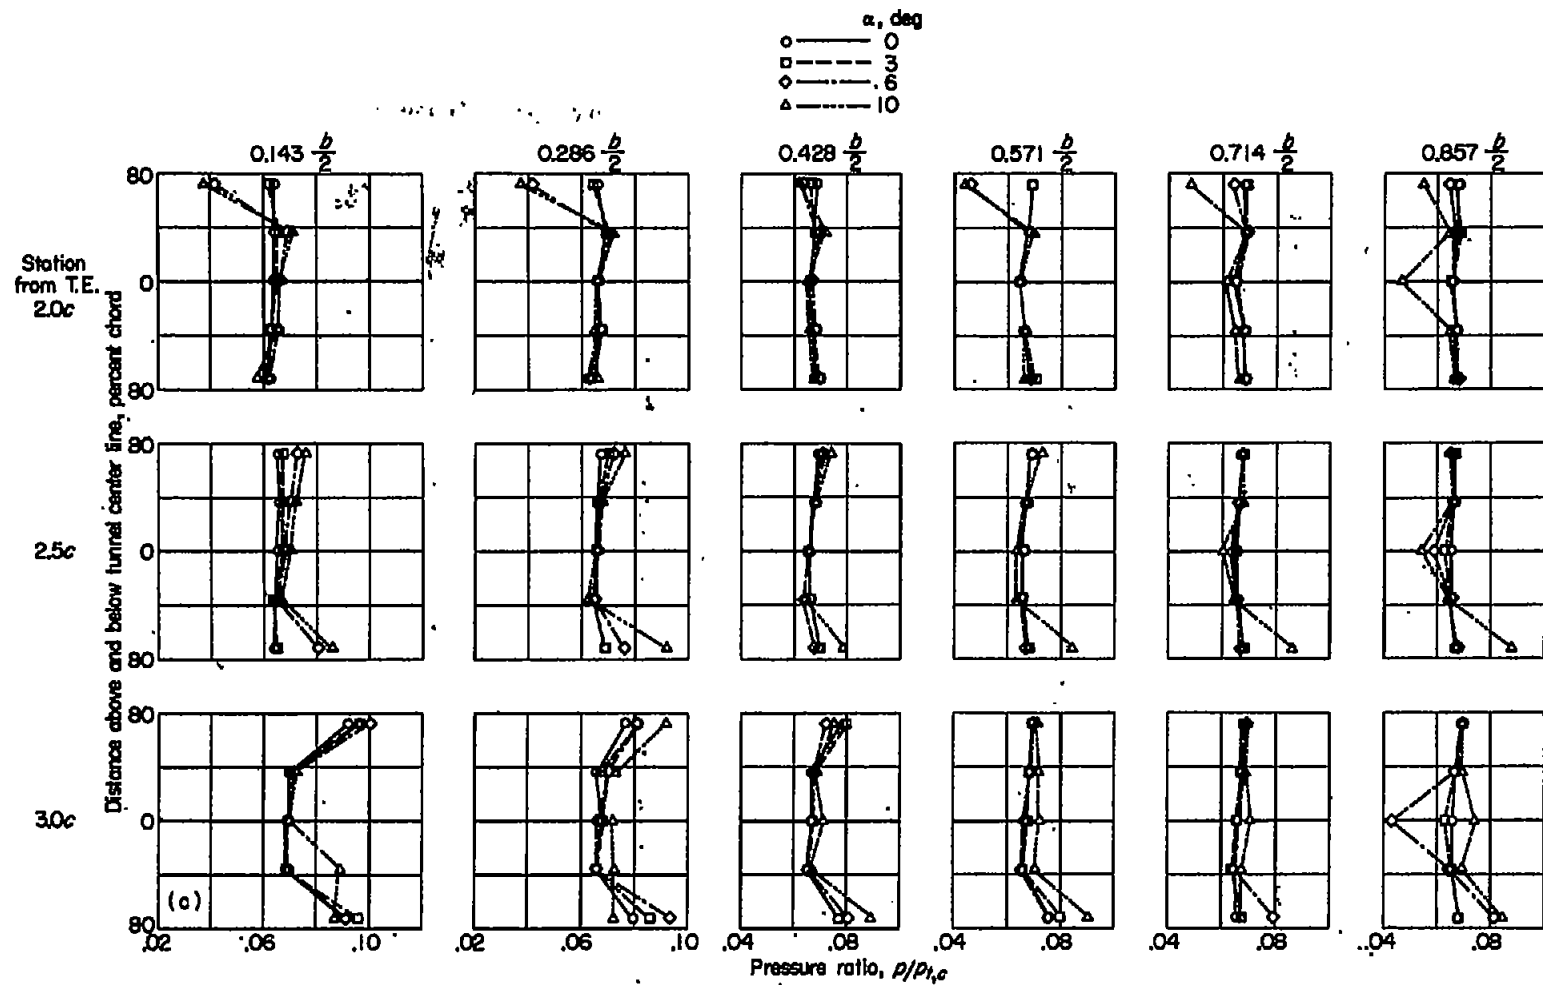 α, deg
0
3
6
10
0.143 b/2
0.286 b/2
0.428 b/2
0.571 b/2
0.714 b/2
0.857 b/2
Station
from T.E.
2.0c
80
0
80
2.5c
80
0
80
3.0c
80
0
80
Distance above and below tunnel center line, percent chord
(a)
.02 .06 .10
.02 .06 .10
.04 .08
.04 .08
.04 .08
.04 .08
Pressure ratio, p/pt,c